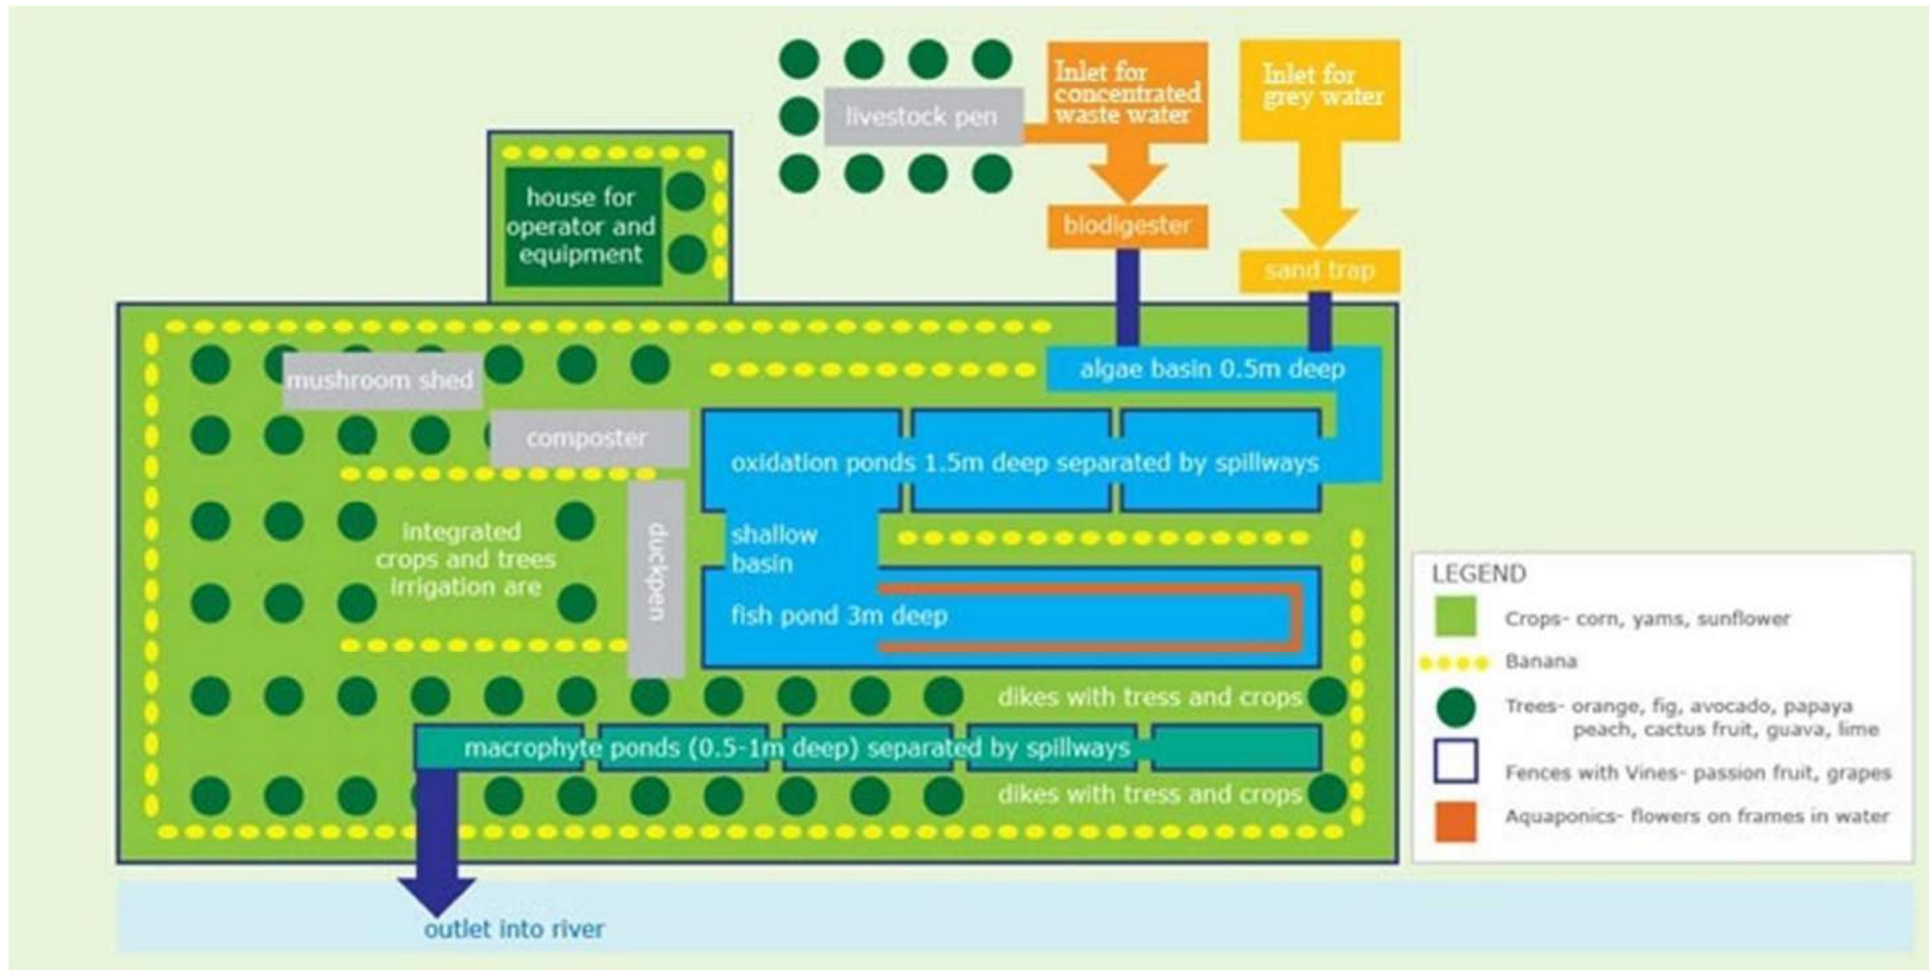 Inlet for
concentrated
waste water
Inlet for
grey water
livestock pen
house for
operator and
equipment
biodigester
sand trap
mushroom shed
algae basin 0.5m deep
composter
oxidation ponds 1.5m deep separated by spillways
integrated
crops and trees
irrigation are
duckpen
shallow
basin
fish pond 3m deep
dikes with tress and crops
macrophyte ponds (0.5-1m deep) separated by spillways
dikes with tress and crops
outlet into river
LEGEND
Crops- corn, yams, sunflower
Banana
Trees- orange, fig, avocado, papaya
peach, cactus fruit, guava, lime
Fences with Vines- passion fruit, grapes
Aquaponics- flowers on frames in water